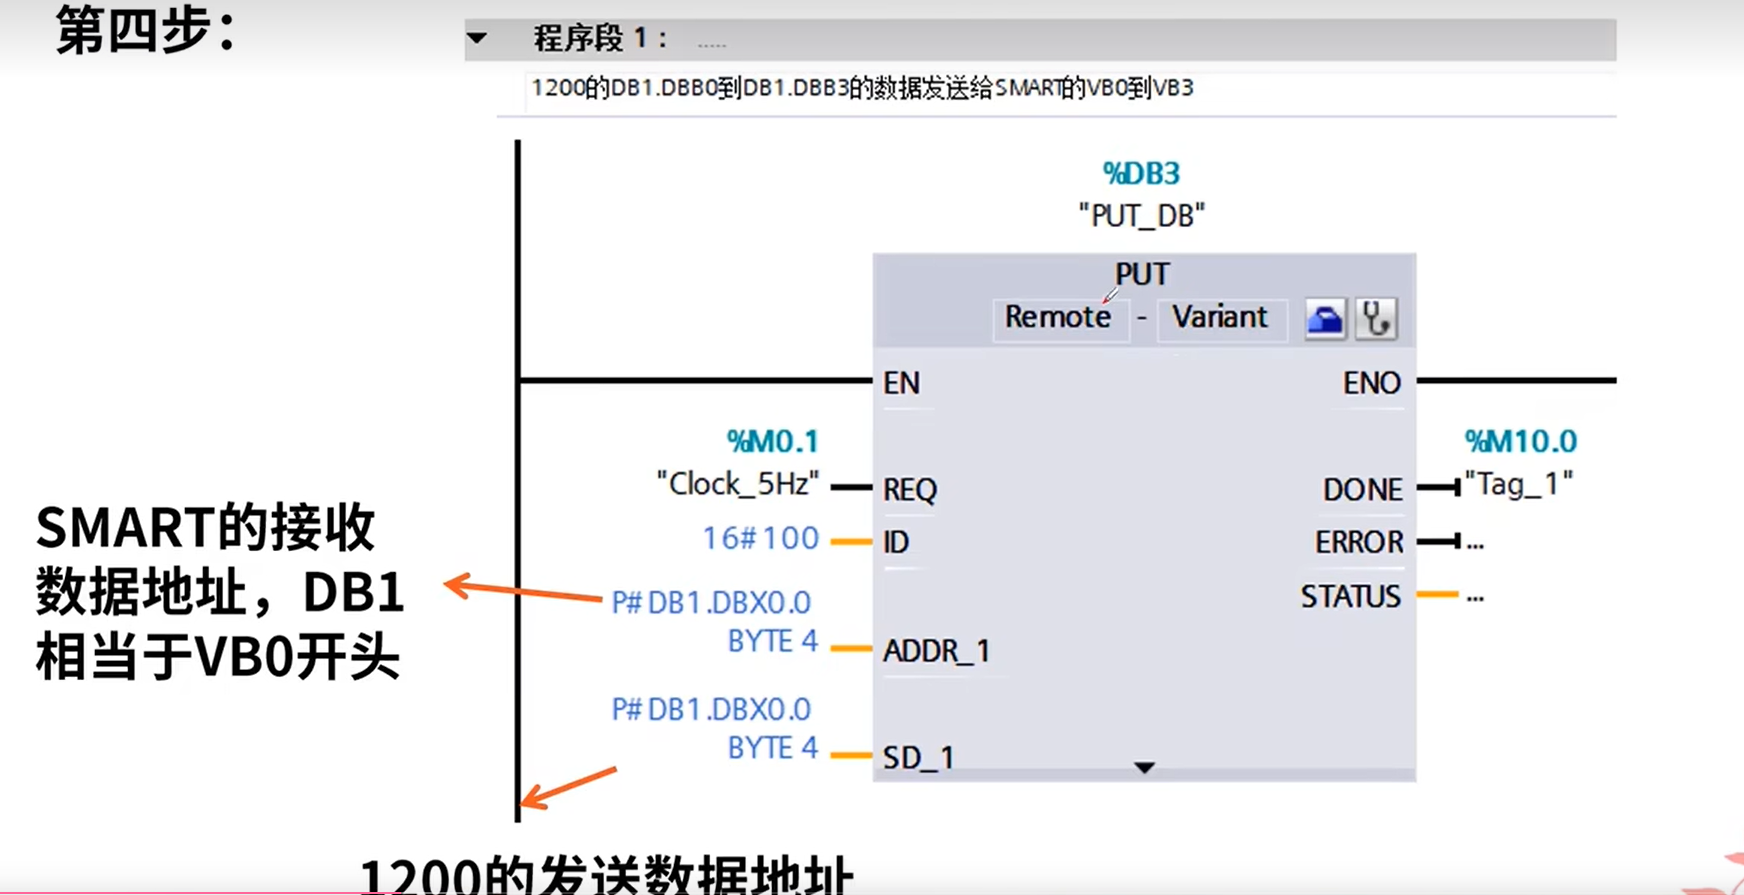 第四步：
程序段 1： .....
1200的DB1.DBB0到DB1.DBB3的数据发送给SMART的VB0到VB3
%DB3
"PUT_DB"
PUT
Remote - Variant
EN ENO
%M0.1 %M10.0
"Clock_5Hz" REQ DONE "Tag_1"
16#100 ID ERROR ...
P#DB1.DBX0.0 STATUS ...
BYTE 4 ADDR_1
P#DB1.DBX0.0
BYTE 4 SD_1
SMART的接收
数据地址，DB1
相当于VB0开头
1200的发送数据地址